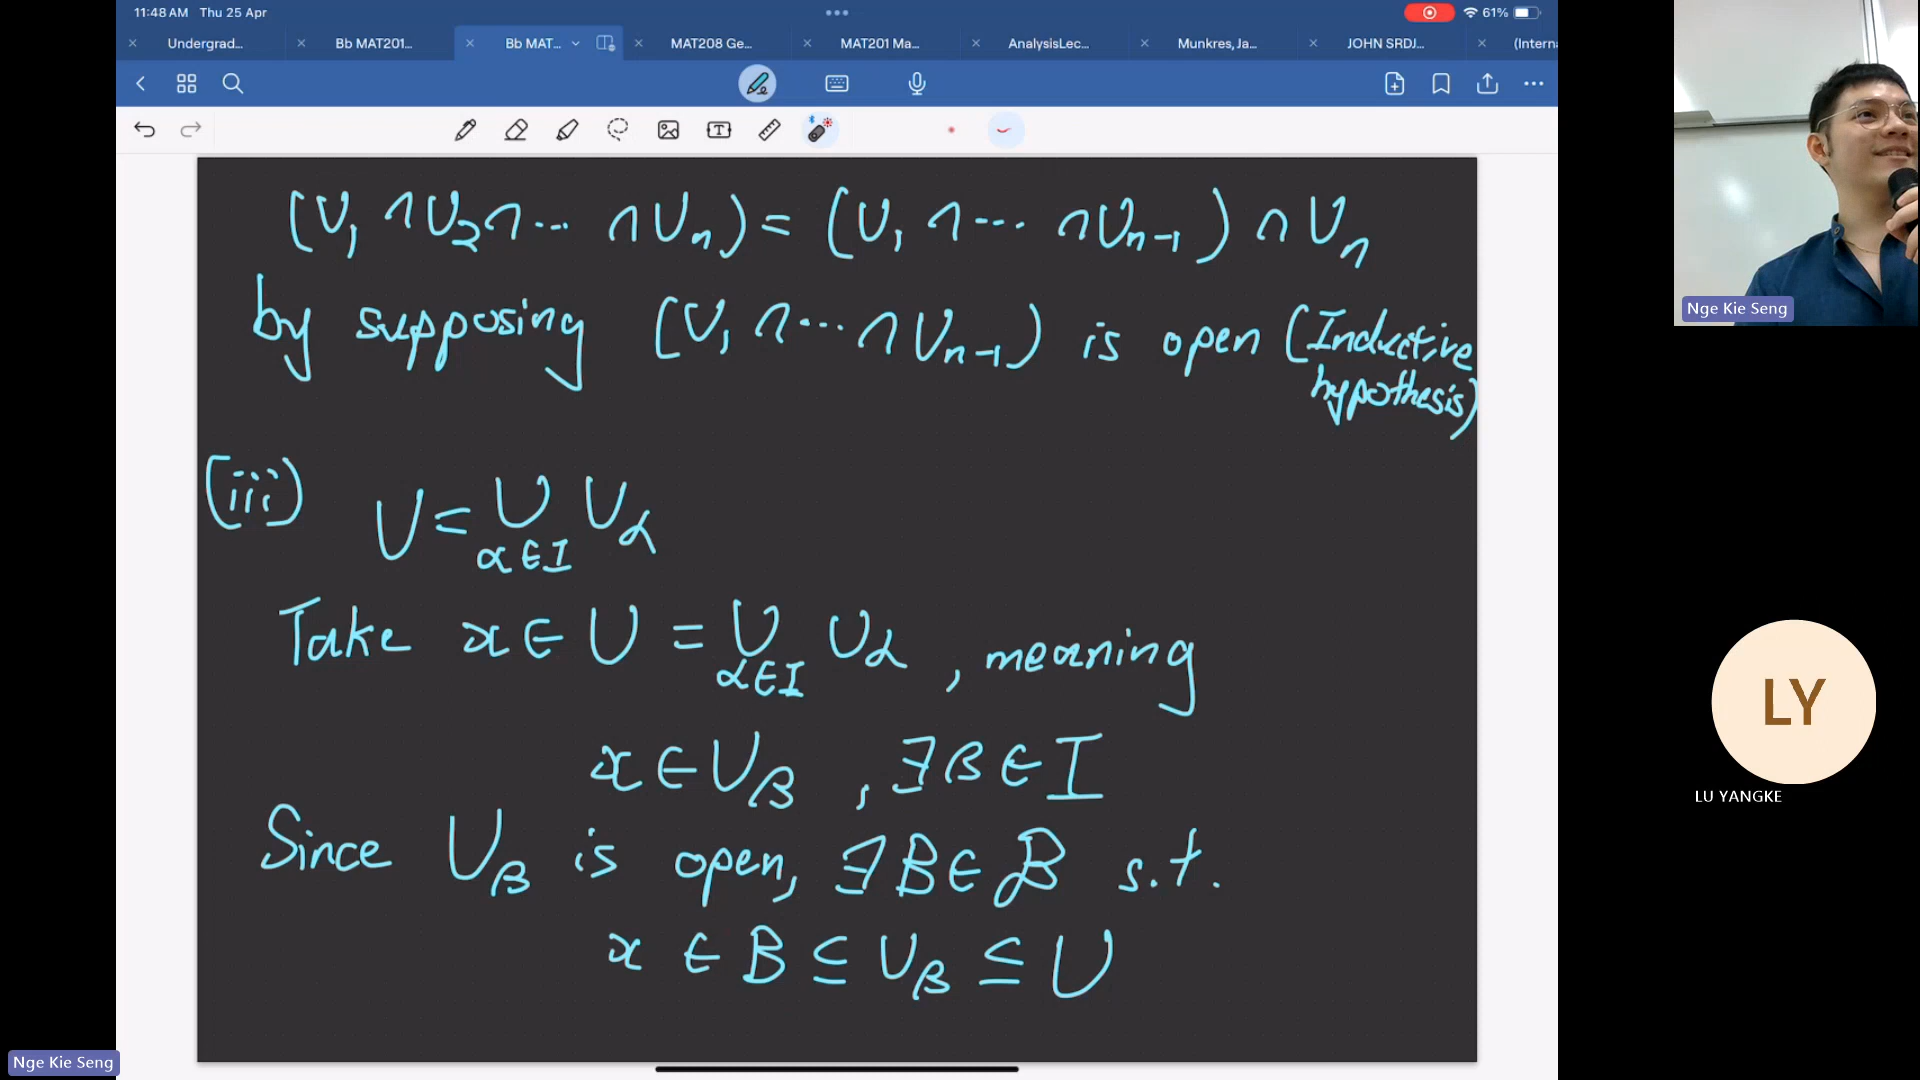 11:48 AM Thu 25 Apr
61%
Undergrad...
Bb MAT201...
Bb MAT...
MAT208 Ge...
MAT201 Ma...
AnalysisLec...
Munkres, Ja...
JOHN SRDJ...
(Intern
(U₁ ∩ U₂ ∩ ... ∩ Uₙ) = (U₁ ∩ ... ∩ Uₙ₋₁) ∩ Uₙ
by supposing (U₁ ∩ ... ∩ Uₙ₋₁) is open (Inductive
hypothesis)
(iii) U = ∪ U_α
α ∈ I
Take x ∈ U = ∪ U_α , meaning
α ∈ I
x ∈ U_β , ∃ β ∈ I
Since U_β is open, ∃ B ∈ ℬ s.t.
x ∈ B ⊆ U_β ⊆ U
Nge Kie Seng
LY
LU YANGKE
Nge Kie Seng